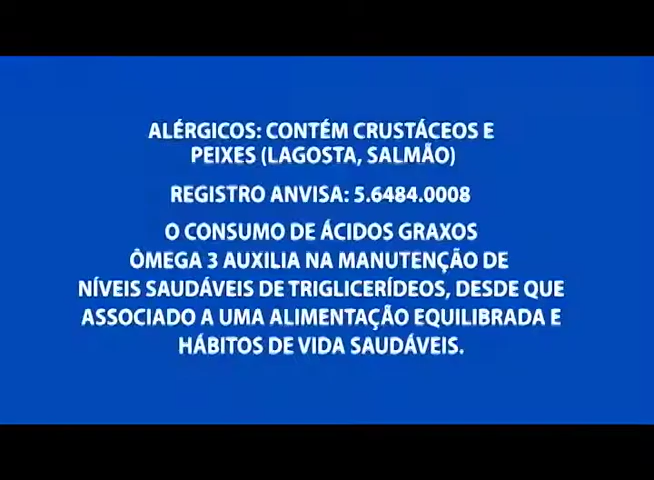 ALÉRGICOS: CONTÉM CRUSTÁCEOS E
PEIXES (LAGOSTA, SALMÃO)
REGISTRO ANVISA: 5.6484.0008
O CONSUMO DE ÁCIDOS GRAXOS
ÔMEGA 3 AUXILIA NA MANUTENÇÃO DE
NÍVEIS SAUDÁVEIS DE TRIGLICERÍDEOS, DESDE QUE
ASSOCIADO A UMA ALIMENTAÇÃO EQUILIBRADA E
HÁBITOS DE VIDA SAUDÁVEIS.